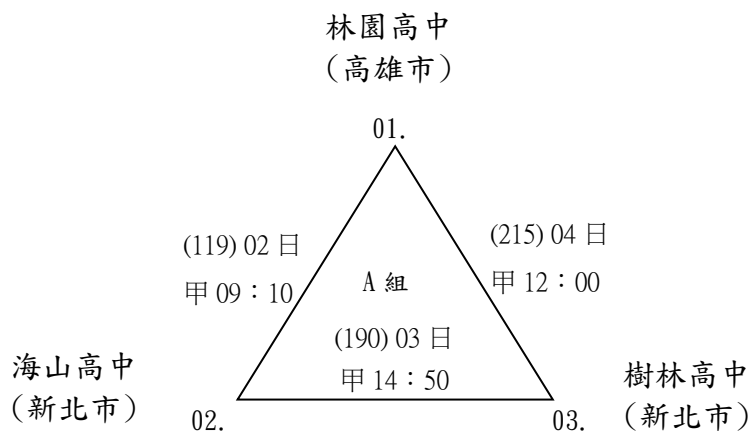 林園高中
(高雄市)
01.
(119) 02 日
甲 09：10
(215) 04 日
甲 12：00
A 組
(190) 03 日
甲 14：50
海山高中
(新北市)
02.
03.
樹林高中
(新北市)